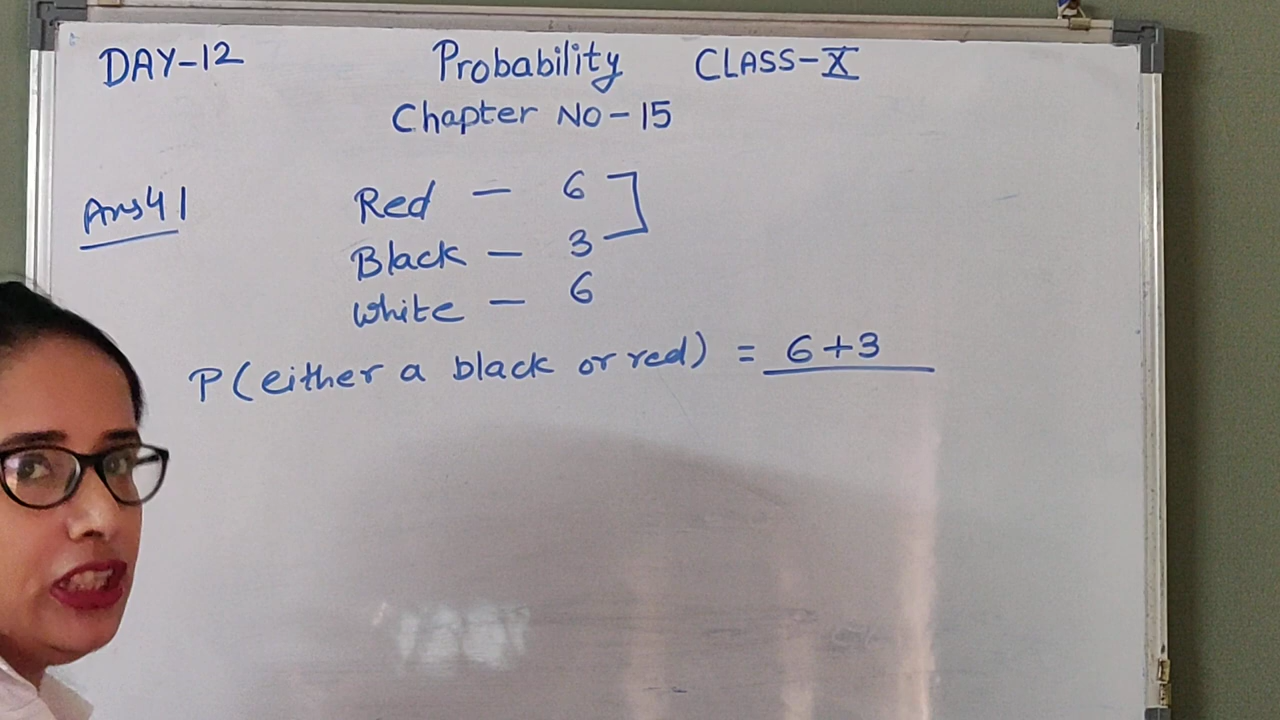 DAY-12 Probability CLASS-X
Chapter NO-15
Ans41 Red - 6
Black - 3
White - 6
P(either a black or red) = 6+3